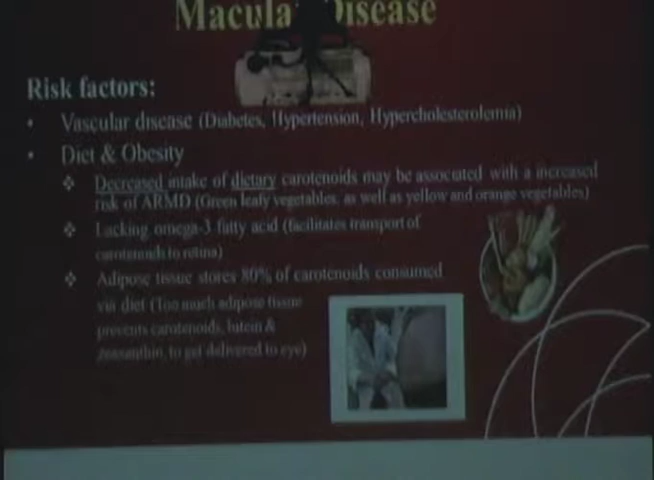 Macula Disease
Risk factors:
• Vascular disease (Diabetes, Hypertension, Hypercholesterolemia)
• Diet & Obesity
❖ Decreased intake of dietary carotenoids may be associated with a increased
risk of ARMD (Green leafy vegetables, as well as yellow and orange vegetables)
❖ Lacking omega-3 fatty acid (facilitates transport of
carotenoids to retina)
❖ Adipose tissue stores 80% of carotenoids consumed
via diet (Too much adipose tissue
prevents carotenoids, lutein &
zeaxanthin, to get delivered to eye)